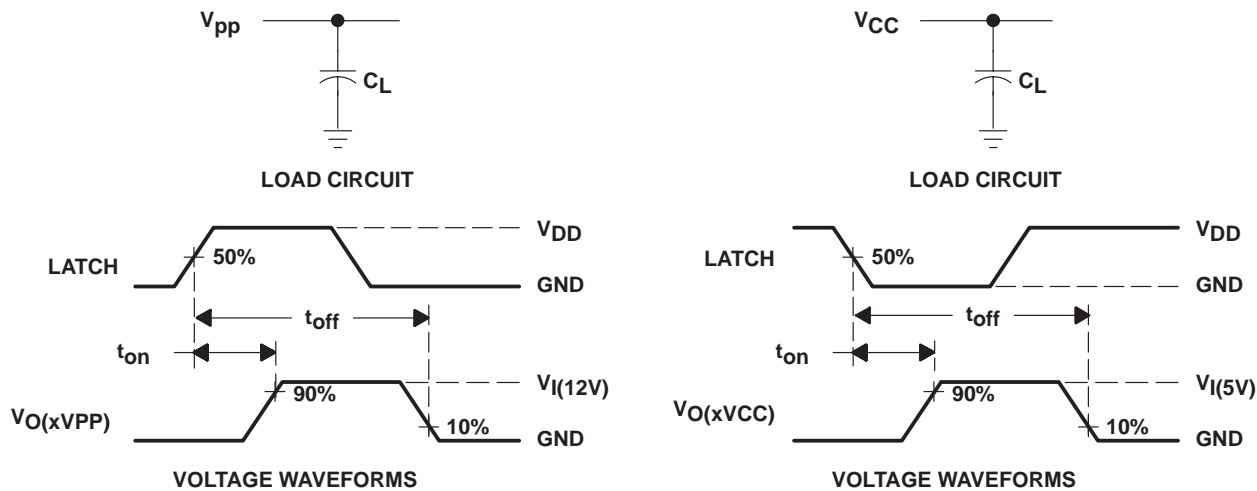 Vpp
CL
LOAD CIRCUIT
LATCH
50%
VDD
GND
toff
ton
VO(xVPP)
90%
10%
VI(12V)
GND
VOLTAGE WAVEFORMS
VCC
CL
LOAD CIRCUIT
LATCH
50%
VDD
GND
toff
ton
VO(xVCC)
90%
10%
VI(5V)
GND
VOLTAGE WAVEFORMS